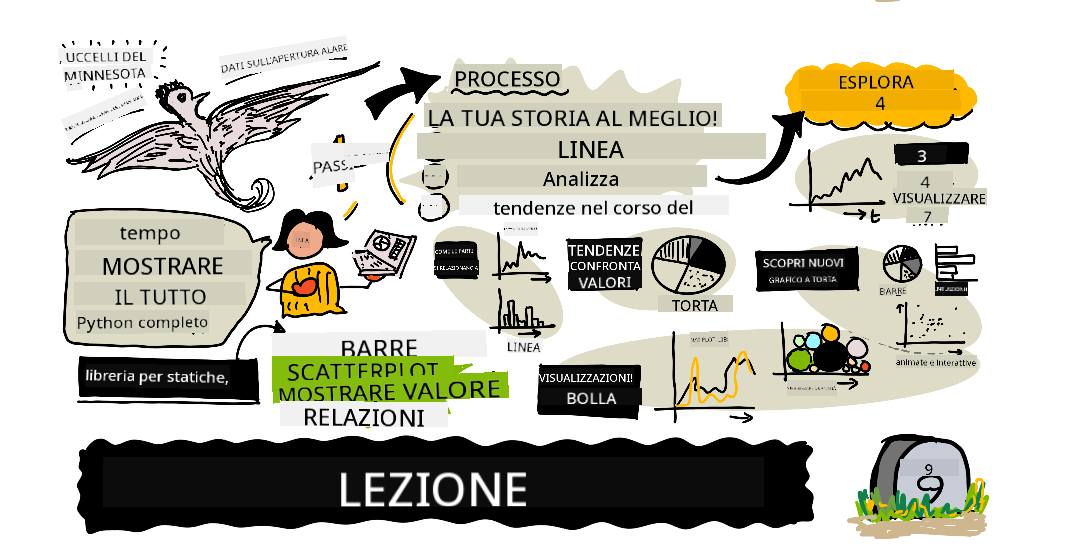 UCCELLI DEL
MINNESOTA
DATI SULL'APERTURA ALARE
PROCESSO
LA TUA STORIA AL MEGLIO!
LINEA
Analizza
tendenze nel corso del
ESPLORA
4
3
4
VISUALIZZARE
7
tempo
MOSTRARE
IL TUTTO
Python completo
TENDENZE
CONFRONTA
VALORI
TORTA
SCOPRI NUOVI
GRAFICO A TORTA
BARRE
LINEA
animate e interattive
libreria per statiche,
BARRE
SCATTERPLOT
MOSTRARE VALORE
RELAZIONI
VISUALIZZAZIONI!
BOLLA
LEZIONE
9